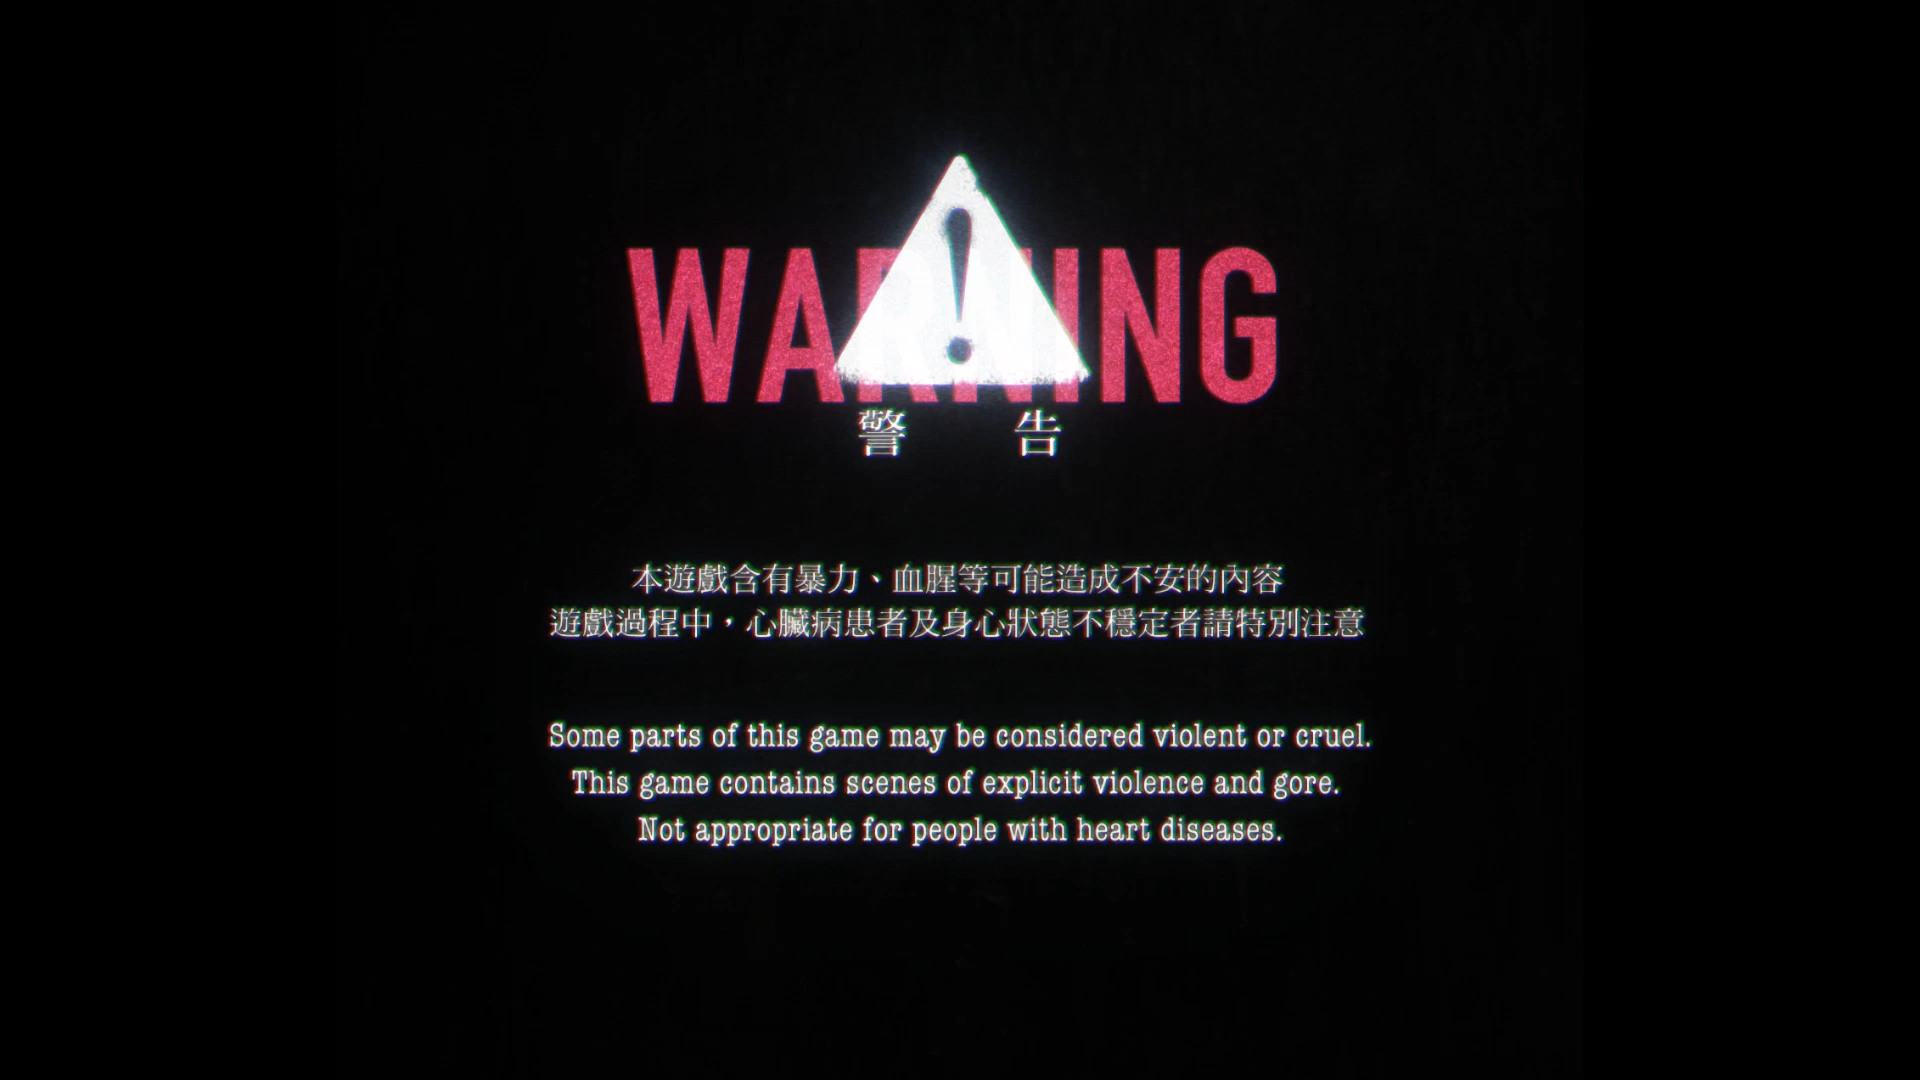 WARNING
警 告
本遊戲含有暴力、血腥等可能造成不安的內容
遊戲過程中，心臟病患者及身心狀態不穩定者請特別注意
Some parts of this game may be considered violent or cruel.
This game contains scenes of explicit violence and gore.
Not appropriate for people with heart diseases.